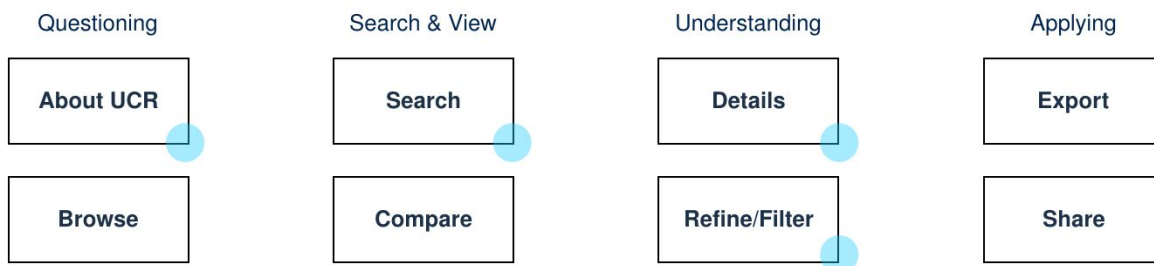 Questioning
Search & View
Understanding
Applying
About UCR
Search
Details
Export
Browse
Compare
Refine/Filter
Share